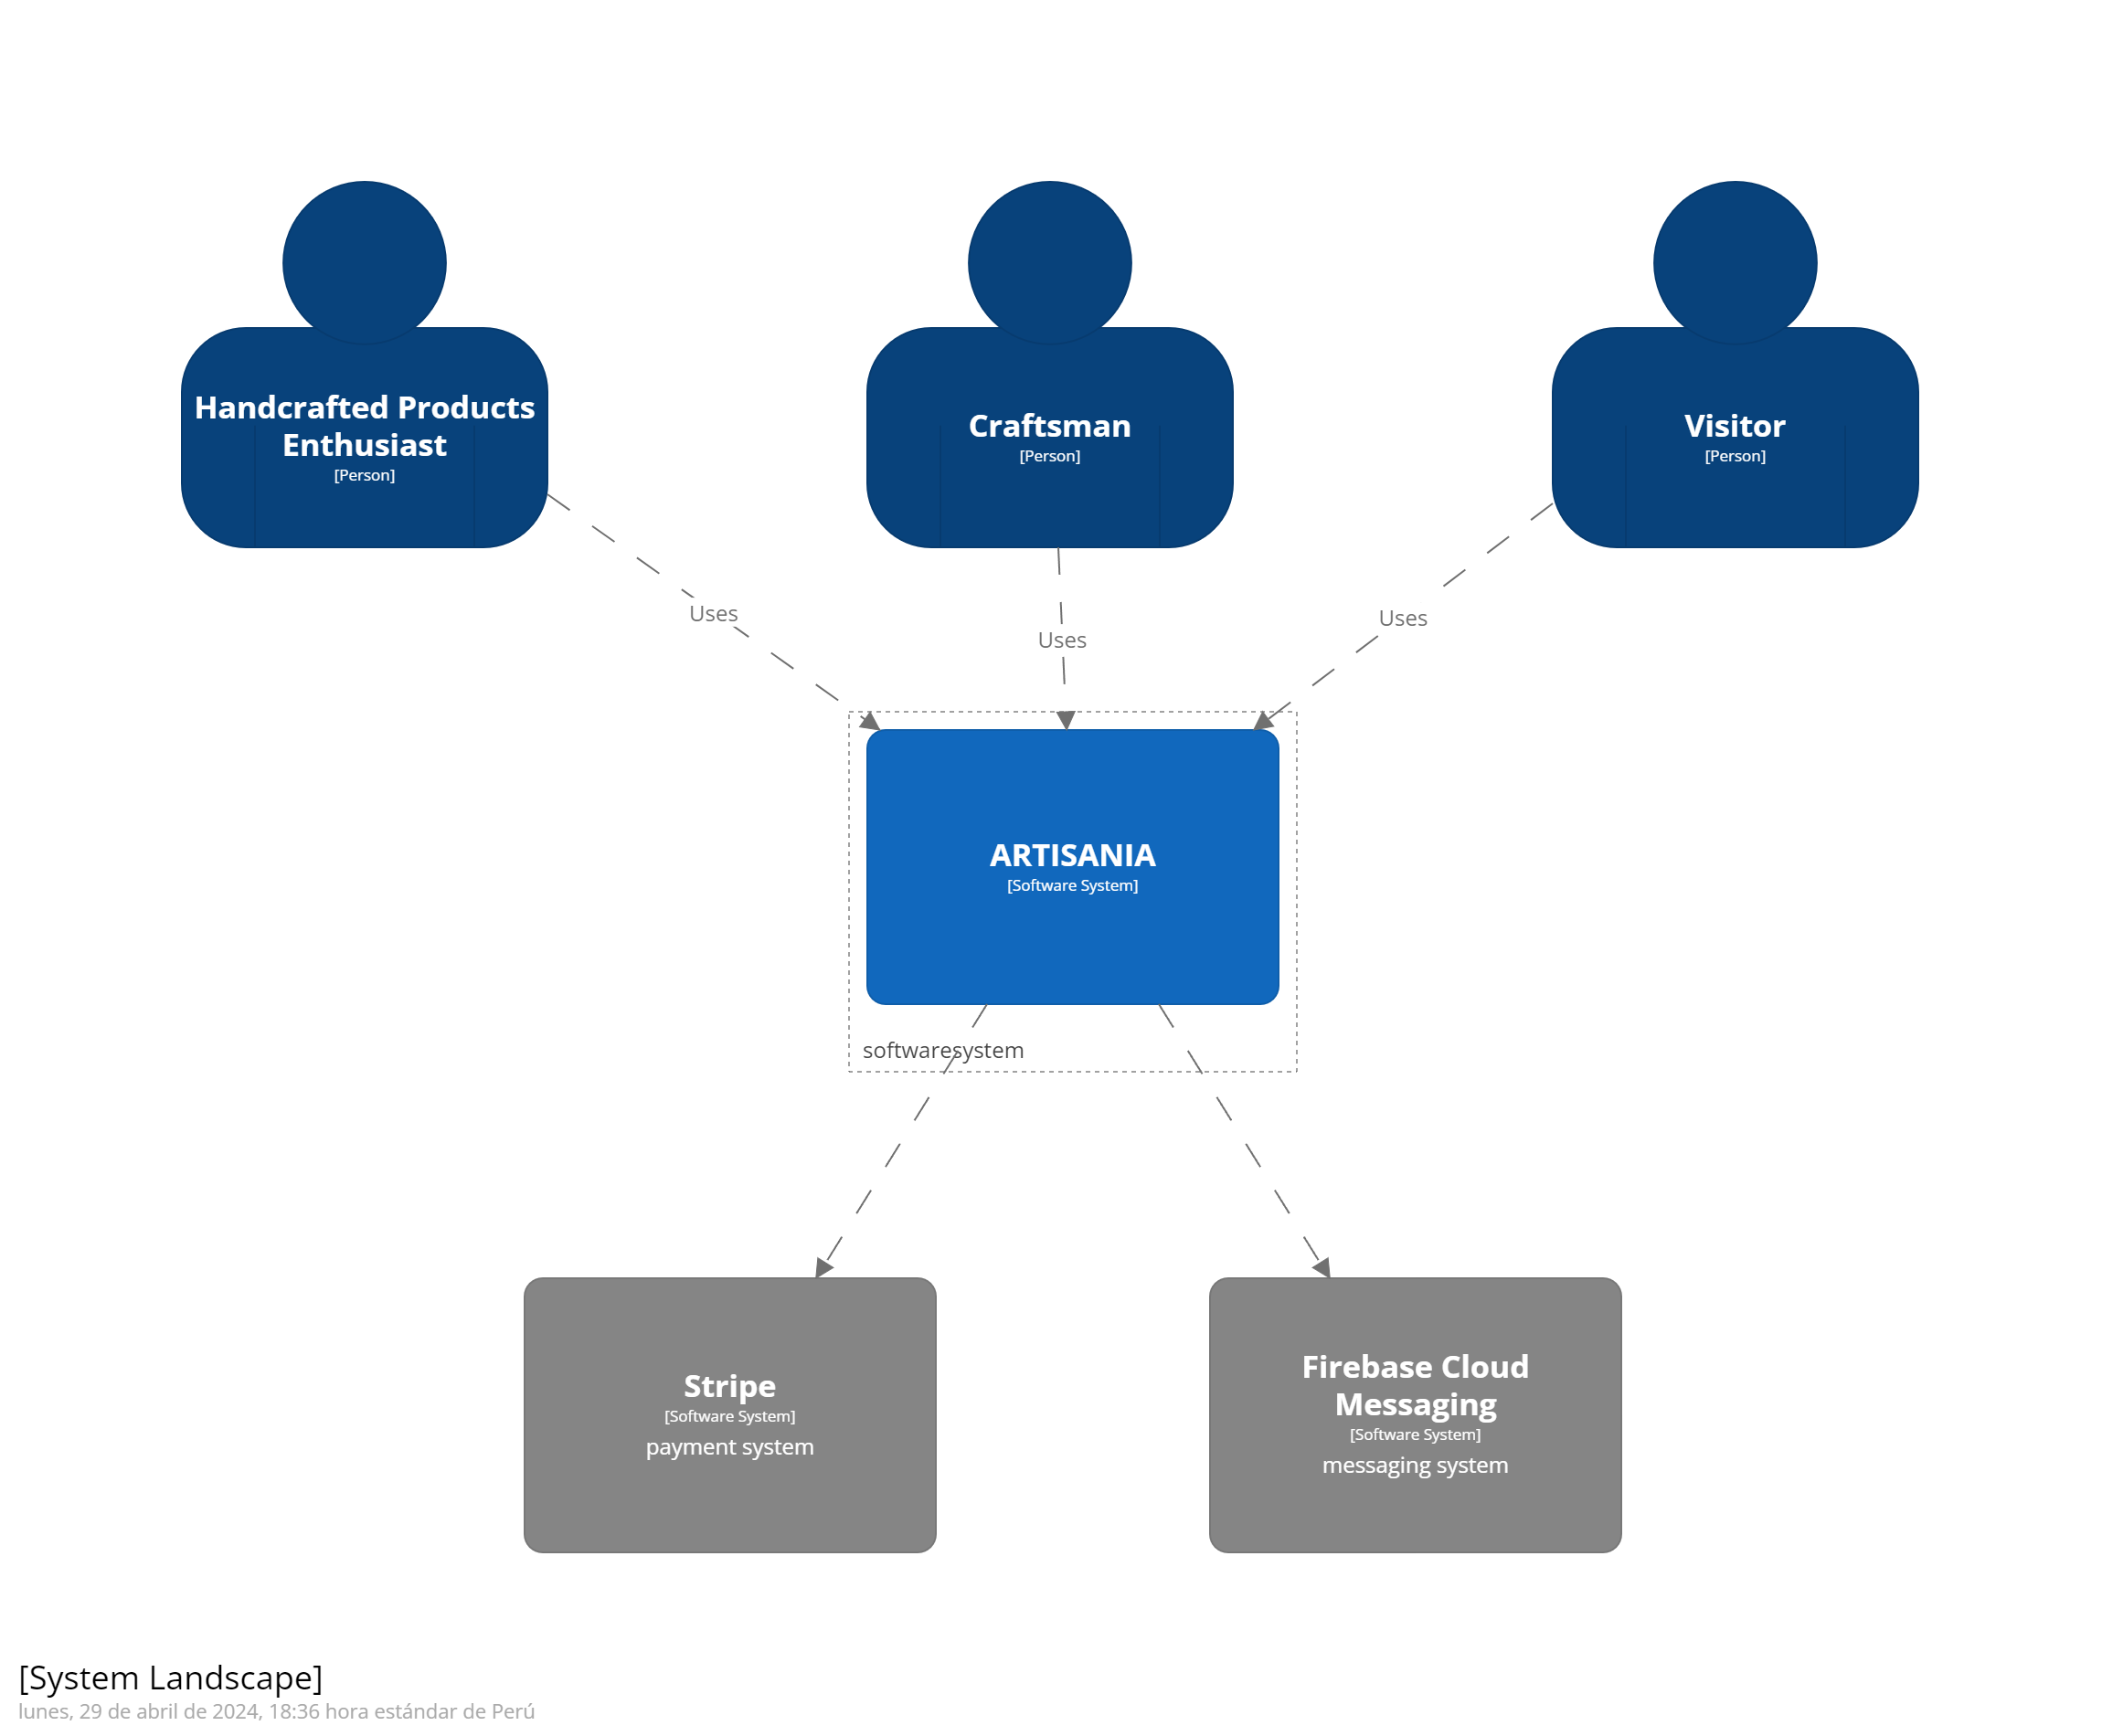 Handcrafted Products
Enthusiast
[Person]
Craftsman
[Person]
Visitor
[Person]
Uses
Uses
Uses
ARTISANIA
[Software System]
softwaresystem
Stripe
[Software System]
payment system
Firebase Cloud
Messaging
[Software System]
messaging system
[System Landscape]
lunes, 29 de abril de 2024, 18:36 hora estándar de Perú